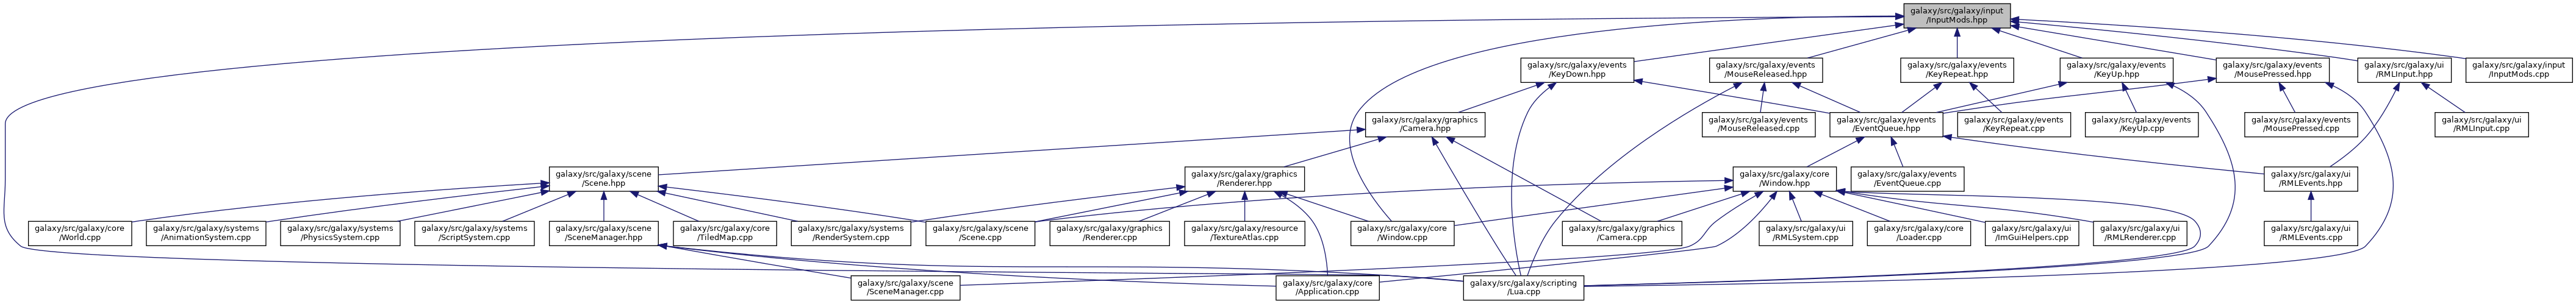 galaxy/src/galaxy/input
/InputMods.hpp
galaxy/src/galaxy/events
/KeyDown.hpp
galaxy/src/galaxy/events
/MouseReleased.hpp
galaxy/src/galaxy/events
/KeyRepeat.hpp
galaxy/src/galaxy/events
/KeyUp.hpp
galaxy/src/galaxy/events
/MousePressed.hpp
galaxy/src/galaxy/ui
/RMLInput.hpp
galaxy/src/galaxy/input
/InputMods.cpp
galaxy/src/galaxy/graphics
/Camera.hpp
galaxy/src/galaxy/events
/MouseReleased.cpp
galaxy/src/galaxy/events
/EventQueue.hpp
galaxy/src/galaxy/events
/KeyRepeat.cpp
galaxy/src/galaxy/events
/KeyUp.cpp
galaxy/src/galaxy/events
/MousePressed.cpp
galaxy/src/galaxy/ui
/RMLInput.cpp
galaxy/src/galaxy/scene
/Scene.hpp
galaxy/src/galaxy/graphics
/Renderer.hpp
galaxy/src/galaxy/core
/Window.hpp
galaxy/src/galaxy/events
/EventQueue.cpp
galaxy/src/galaxy/ui
/RMLEvents.hpp
galaxy/src/galaxy/core
/World.cpp
galaxy/src/galaxy/systems
/AnimationSystem.cpp
galaxy/src/galaxy/systems
/PhysicsSystem.cpp
galaxy/src/galaxy/systems
/ScriptSystem.cpp
galaxy/src/galaxy/scene
/SceneManager.hpp
galaxy/src/galaxy/core
/TiledMap.cpp
galaxy/src/galaxy/systems
/RenderSystem.cpp
galaxy/src/galaxy/scene
/Scene.cpp
galaxy/src/galaxy/graphics
/Renderer.cpp
galaxy/src/galaxy/resource
/TextureAtlas.cpp
galaxy/src/galaxy/core
/Window.cpp
galaxy/src/galaxy/graphics
/Camera.cpp
galaxy/src/galaxy/ui
/RMLSystem.cpp
galaxy/src/galaxy/core
/Loader.cpp
galaxy/src/galaxy/ui
/ImGuiHelpers.cpp
galaxy/src/galaxy/ui
/RMLRenderer.cpp
galaxy/src/galaxy/ui
/RMLEvents.cpp
galaxy/src/galaxy/scene
/SceneManager.cpp
galaxy/src/galaxy/core
/Application.cpp
galaxy/src/galaxy/scripting
/Lua.cpp